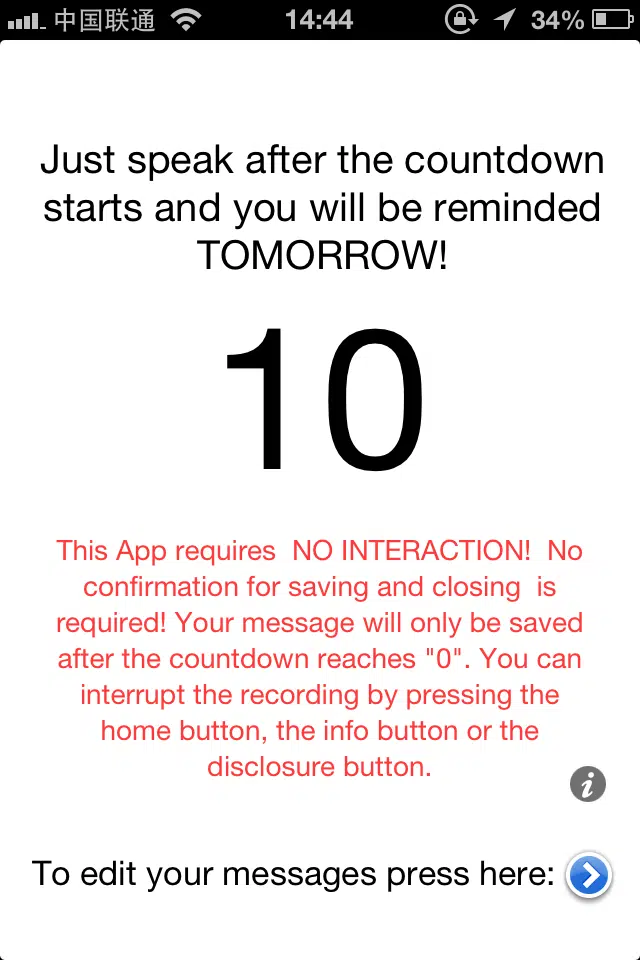 中国联通 14:44 34%
Just speak after the countdown
starts and you will be reminded
TOMORROW!
10
This App requires  NO INTERACTION!  No
confirmation for saving and closing  is
required! Your message will only be saved
after the countdown reaches "0". You can
interrupt the recording by pressing the
home button, the info button or the
disclosure button.
i
To edit your messages press here: